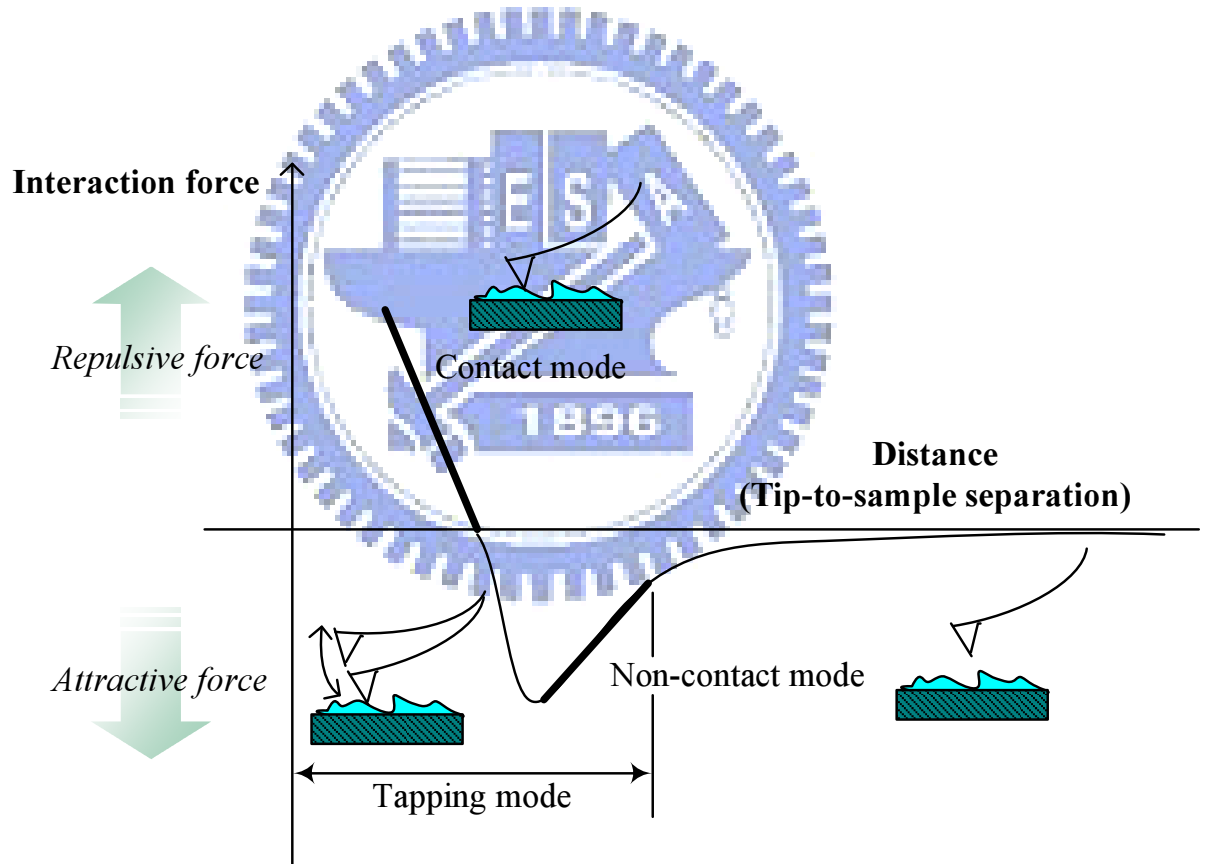 E S A
Interaction force
Repulsive force
Contact mode
1896
Distance
(Tip-to-sample separation)
Attractive force
Non-contact mode
Tapping mode